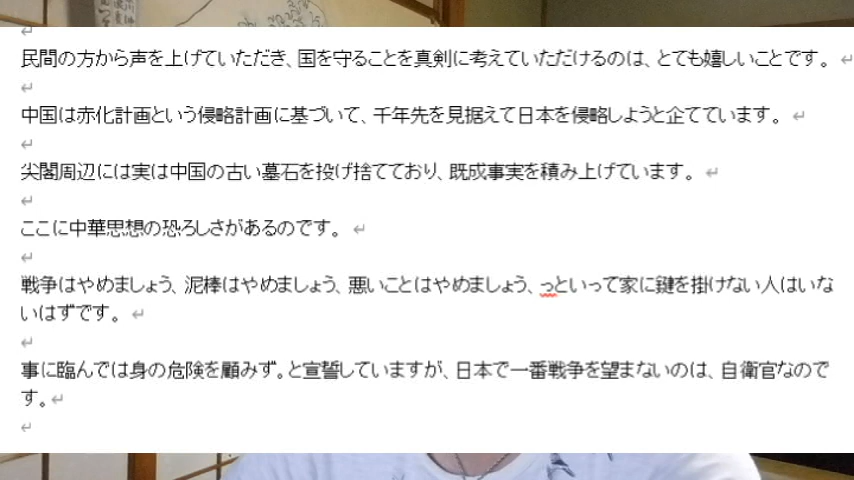 民間の方から声を上げていただき、国を守ることを真剣に考えていただけるのは、とても嬉しいことです。
中国は赤化計画という侵略計画に基づいて、千年先を見据えて日本を侵略しようと企てています。
尖閣周辺には実は中国の古い墓石を投げ捨てており、既成事実を積み上げています。
ここに中華思想の恐ろしさがあるのです。
戦争はやめましょう、泥棒はやめましょう、悪いことはやめましょう、っといって家に鍵を掛けない人はいな
いはずです。
事に臨んでは身の危険を顧みず。と宣誓していますが、日本で一番戦争を望まないのは、自衛官なので
す。